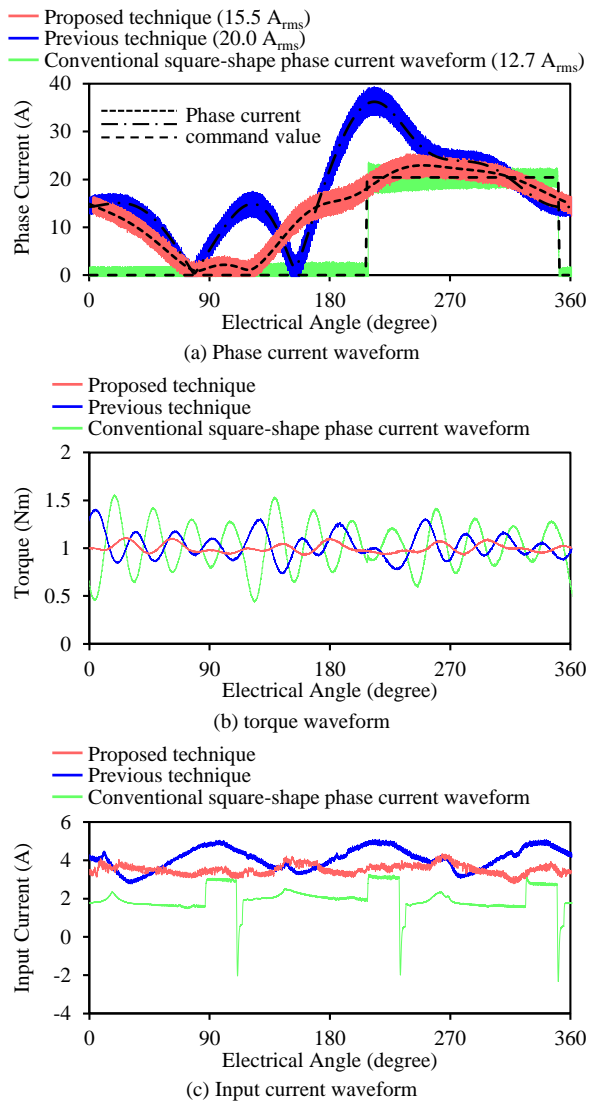 Proposed technique (15.5 Arms)
Previous technique (20.0 Arms)
Conventional square-shape phase current waveform (12.7 Arms)
40
30
20
10
0
Phase Current (A)
Phase current
command value
0 90 180 270 360
Electrical Angle (degree)
(a) Phase current waveform
Proposed technique
Previous technique
Conventional square-shape phase current waveform
2
1.5
1
0.5
0
Torque (Nm)
0 90 180 270 360
Electrical Angle (degree)
(b) torque waveform
Proposed technique
Previous technique
Conventional square-shape phase current waveform
6
4
2
0
-2
-4
Input Current (A)
0 90 180 270 360
Electrical Angle (degree)
(c) Input current waveform